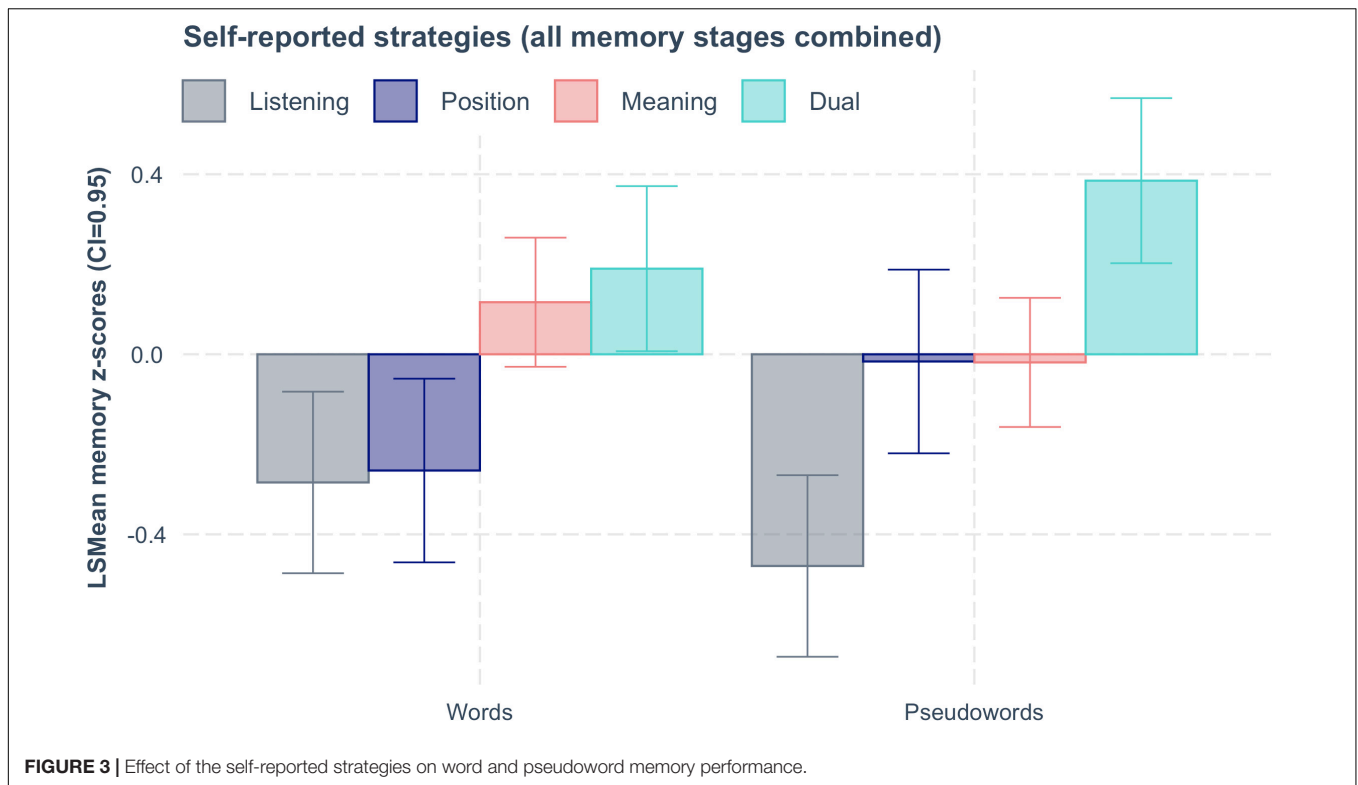 Self-reported strategies (all memory stages combined)
Listening Position Meaning Dual
LSMean memory z-scores (CI=0.95)
0.4
0.0
-0.4
Words Pseudowords
FIGURE 3 | Effect of the self-reported strategies on word and pseudoword memory performance.